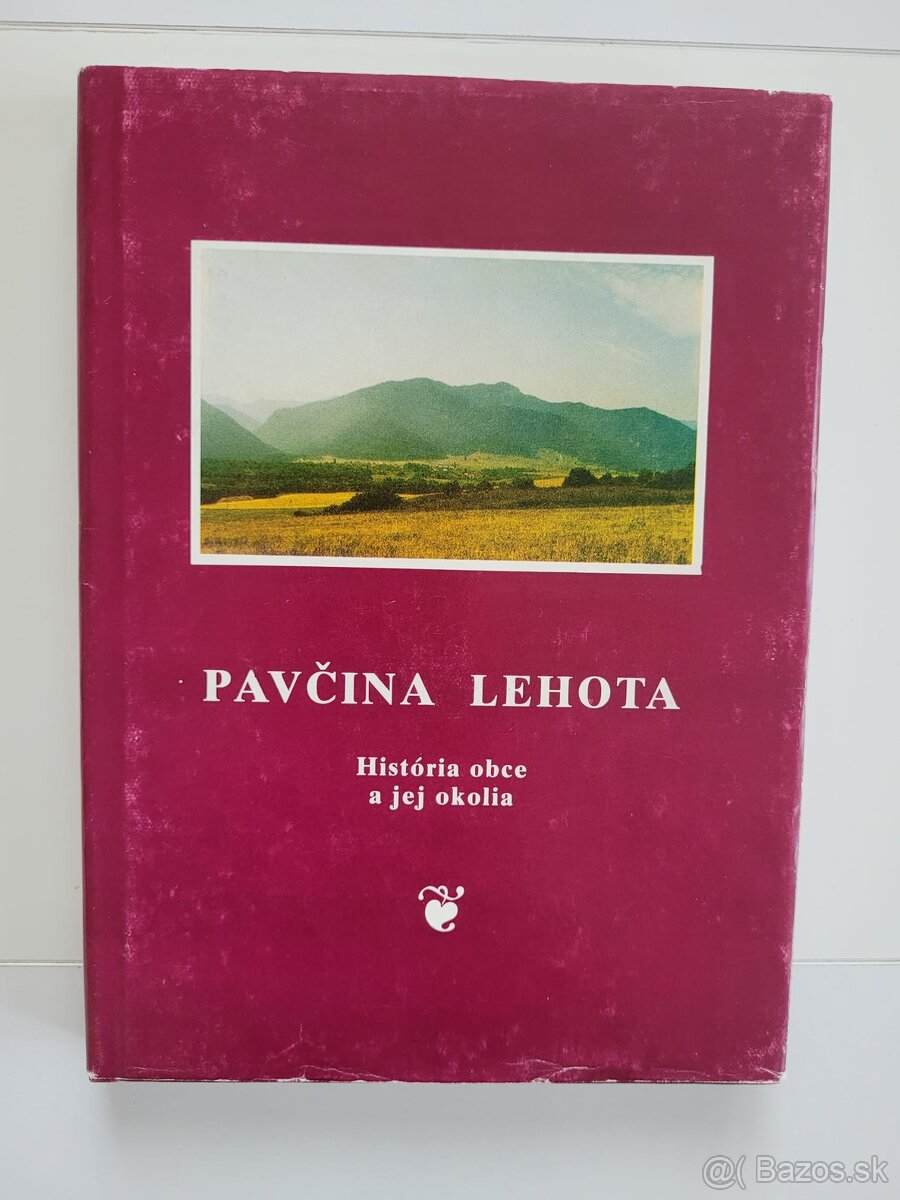 PAVČINA LEHOTA
História obce
a jej okolia
@( Bazos.sk